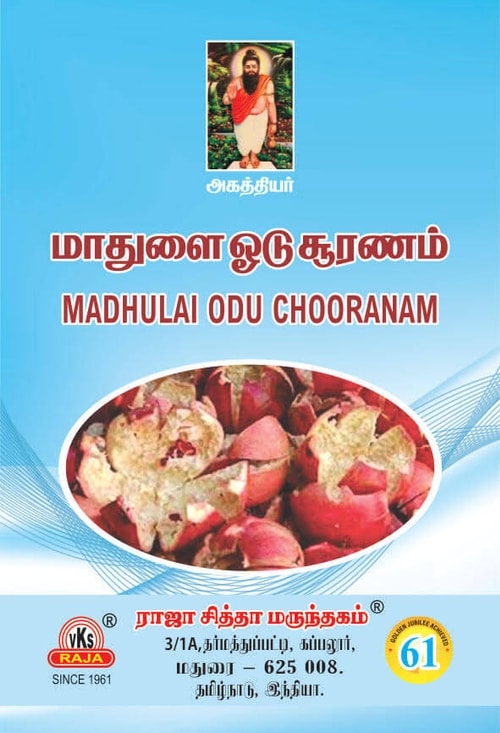 அகத்தியர்
மாதுளை ஓடு சூரணம்
MADHULAI ODU CHOORANAM
VKS
RAJA
®
SINCE 1961
ராஜா சித்தா மருந்தகம்®
3/1A,தர்மத்துப்பட்டி, கப்பலூர்,
மதுரை – 625 008.
தமிழ்நாடு, இந்தியா.
GOLDEN JUBILEE ACHIEVED
61